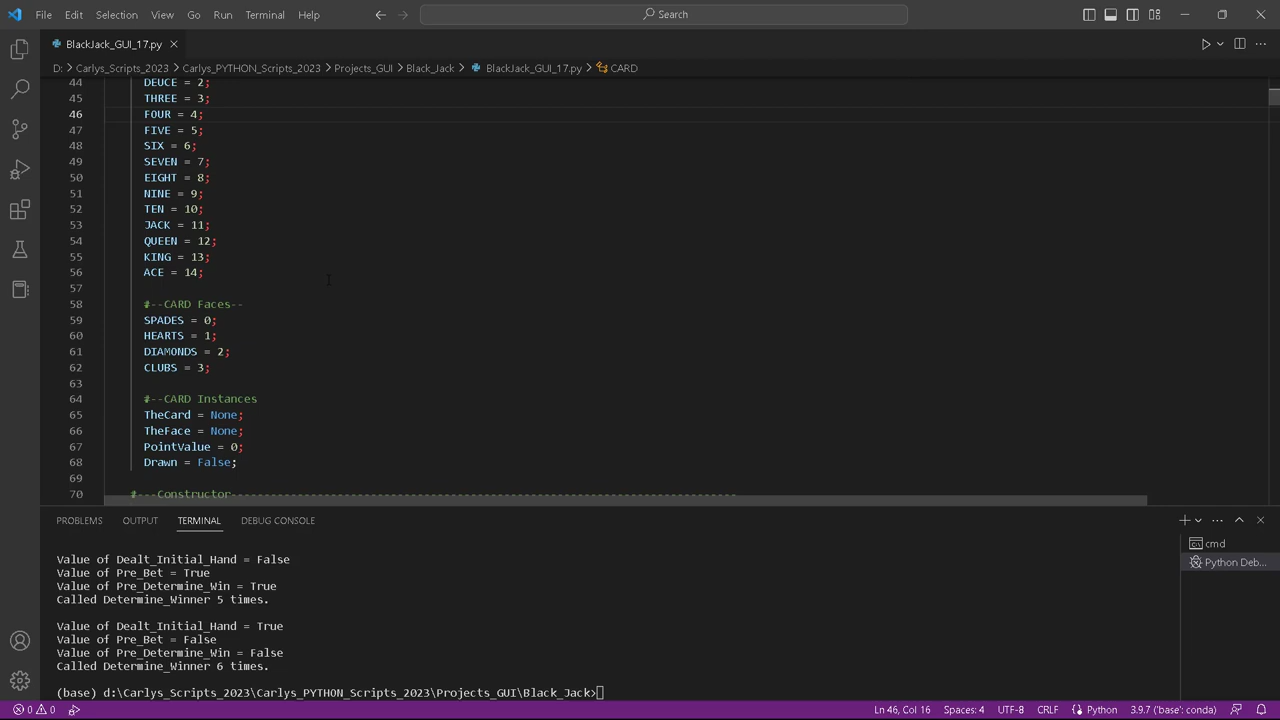 File Edit Selection View Go Run Terminal Help Search
BlackJack_GUI_17.py
D: > Carlys_Scripts_2023 > Carlys_PYTHON_Scripts_2023 > Projects_GUI > Black_Jack > BlackJack_GUI_17.py > CARD
44 DEUCE = 2;
45 THREE = 3;
46 FOUR = 4;
47 FIVE = 5;
48 SIX = 6;
49 SEVEN = 7;
50 EIGHT = 8;
51 NINE = 9;
52 TEN = 10;
53 JACK = 11;
54 QUEEN = 12;
55 KING = 13;
56 ACE = 14;
57
58 #--CARD Faces--
59 SPADES = 0;
60 HEARTS = 1;
61 DIAMONDS = 2;
62 CLUBS = 3;
63
64 #--CARD Instances
65 TheCard = None;
66 TheFace = None;
67 PointValue = 0;
68 Drawn = False;
69
70 #---Constructor----------------------------------------------------------------------------
PROBLEMS OUTPUT TERMINAL DEBUG CONSOLE
cmd
Python Deb...
Value of Dealt_Initial_Hand = False
Value of Pre_Bet = True
Value of Pre_Determine_Win = True
Called Determine_Winner 5 times.
Value of Dealt_Initial_Hand = True
Value of Pre_Bet = False
Value of Pre_Determine_Win = False
Called Determine_Winner 6 times.
(base) d:\Carlys_Scripts_2023\Carlys_PYTHON_Scripts_2023\Projects_GUI\Black_Jack>
0 0 Ln 46, Col 16 Spaces: 4 UTF-8 CRLF Python 3.9.7 ('base': conda)